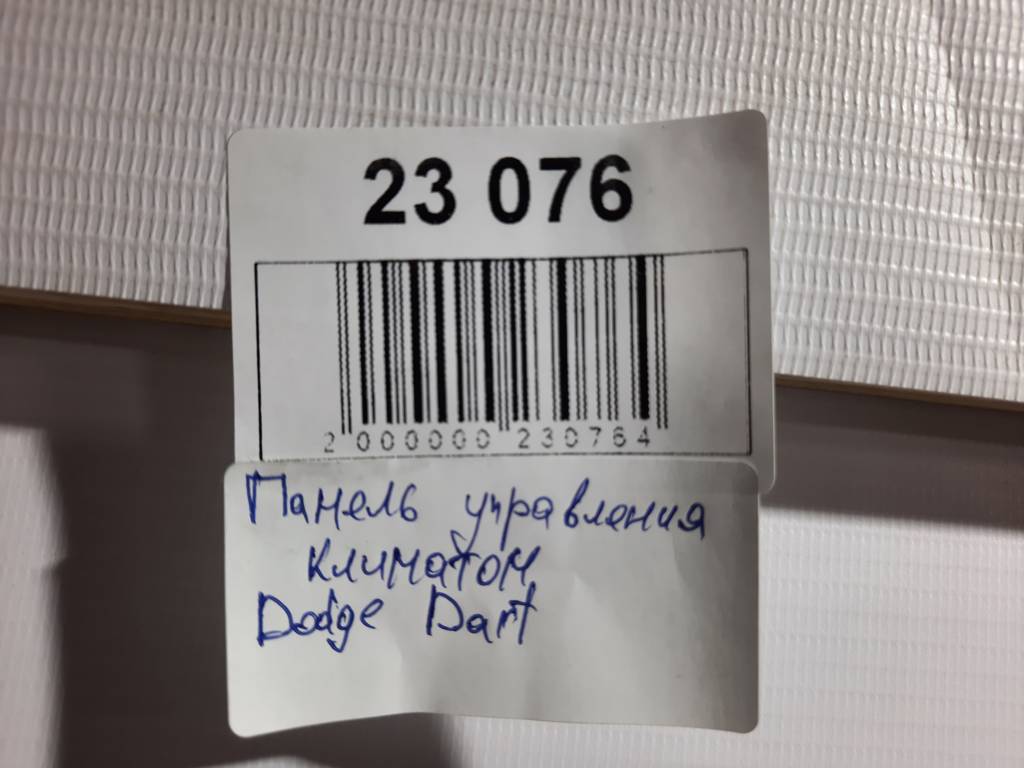 23 076
2 000000 230764
Панель управления
климатом
Dodge Dart